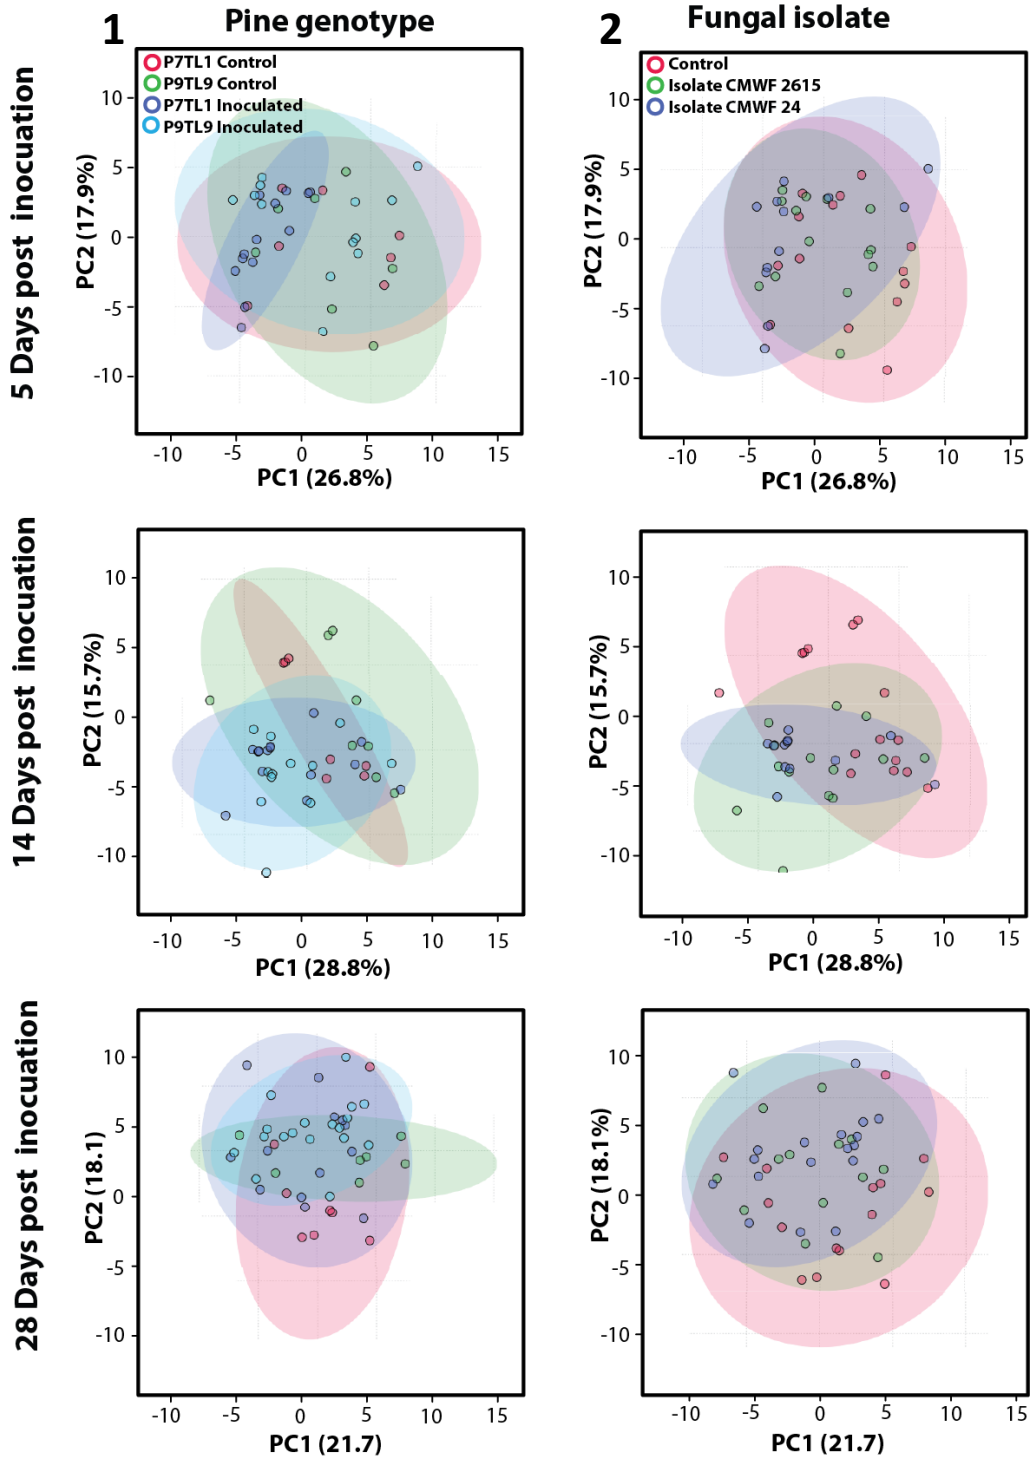 1 Pine genotype
2 Fungal isolate
5 Days post inocuation
P7TL1 Control
P9TL9 Control
P7TL1 Inoculated
P9TL9 Inoculated
PC2 (17.9%)
10
5
0
-5
-10
-10 -5 0 5 10 15
PC1 (26.8%)
Control
Isolate CMWF 2615
Isolate CMWF 24
PC2 (17.9%)
10
5
0
-5
-10
-10 -5 0 5 10 15
PC1 (26.8%)
14 Days post inocuation
PC2 (15.7%)
10
5
0
-5
-10
-10 -5 0 5 10 15
PC1 (28.8%)
PC2 (15.7%)
10
5
0
-5
-10
-10 -5 0 5 10 15
PC1 (28.8%)
28 Days post inocuation
PC2 (18.1)
10
5
0
-5
-10
-10 -5 0 5 10 15
PC1 (21.7)
PC2 (18.1%)
10
5
0
-5
-10
-10 -5 0 5 10 15
PC1 (21.7)